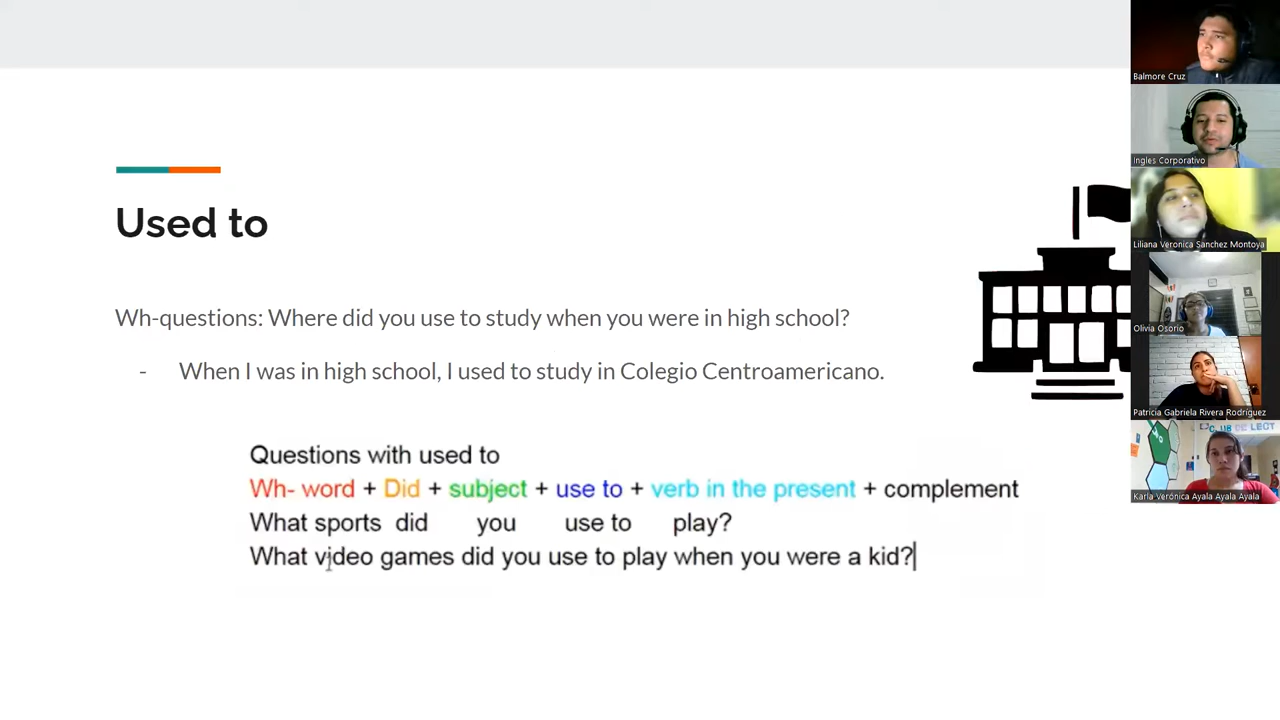 Used to
Wh-questions: Where did you use to study when you were in high school?
- When I was in high school, I used to study in Colegio Centroamericano.
Questions with used to
Wh- word + Did + subject + use to + verb in the present + complement
What sports did you use to play?
What video games did you use to play when you were a kid?
Balmore Cruz
Ingles Corporativo
Liliana Veronica Sanchez Montoya
Olivia Osorio
Patricia Gabriela Rivera Rodríguez
Karla Verónica Ayala Ayala Ayala